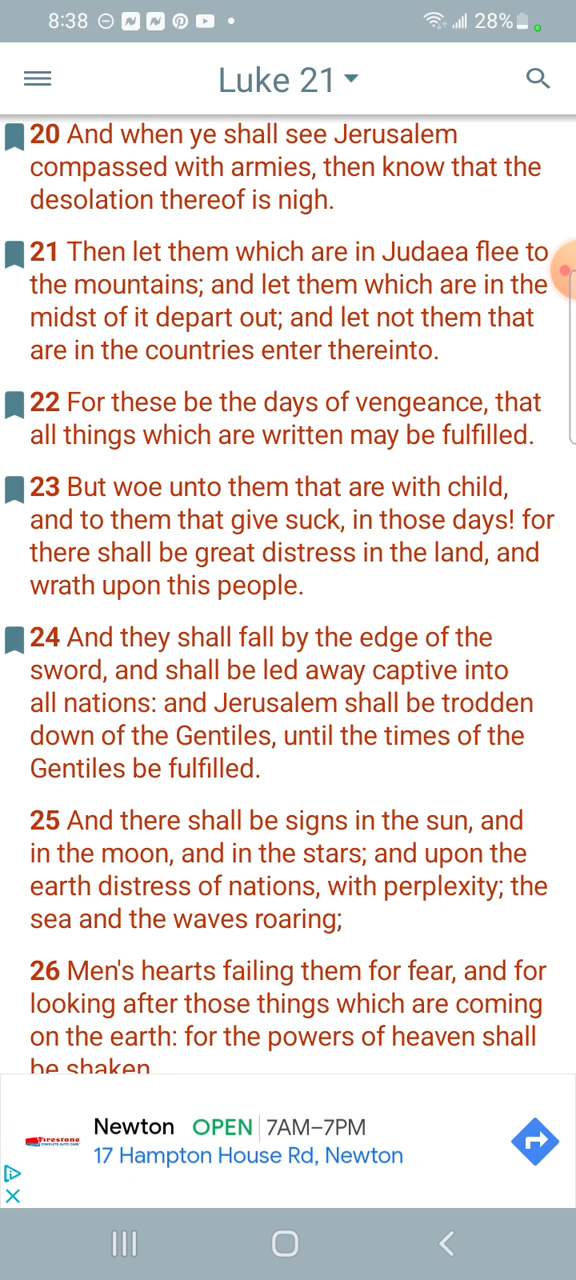 8:38 28%
Luke 21
20 And when ye shall see Jerusalem
compassed with armies, then know that the
desolation thereof is nigh.
21 Then let them which are in Judaea flee to
the mountains; and let them which are in the
midst of it depart out; and let not them that
are in the countries enter thereinto.
22 For these be the days of vengeance, that
all things which are written may be fulfilled.
23 But woe unto them that are with child,
and to them that give suck, in those days! for
there shall be great distress in the land, and
wrath upon this people.
24 And they shall fall by the edge of the
sword, and shall be led away captive into
all nations: and Jerusalem shall be trodden
down of the Gentiles, until the times of the
Gentiles be fulfilled.
25 And there shall be signs in the sun, and
in the moon, and in the stars; and upon the
earth distress of nations, with perplexity; the
sea and the waves roaring;
26 Men's hearts failing them for fear, and for
looking after those things which are coming
on the earth: for the powers of heaven shall
be shaken
Newton OPEN 7AM–7PM
Firestone
COMPLETE AUTO CARE
17 Hampton House Rd, Newton